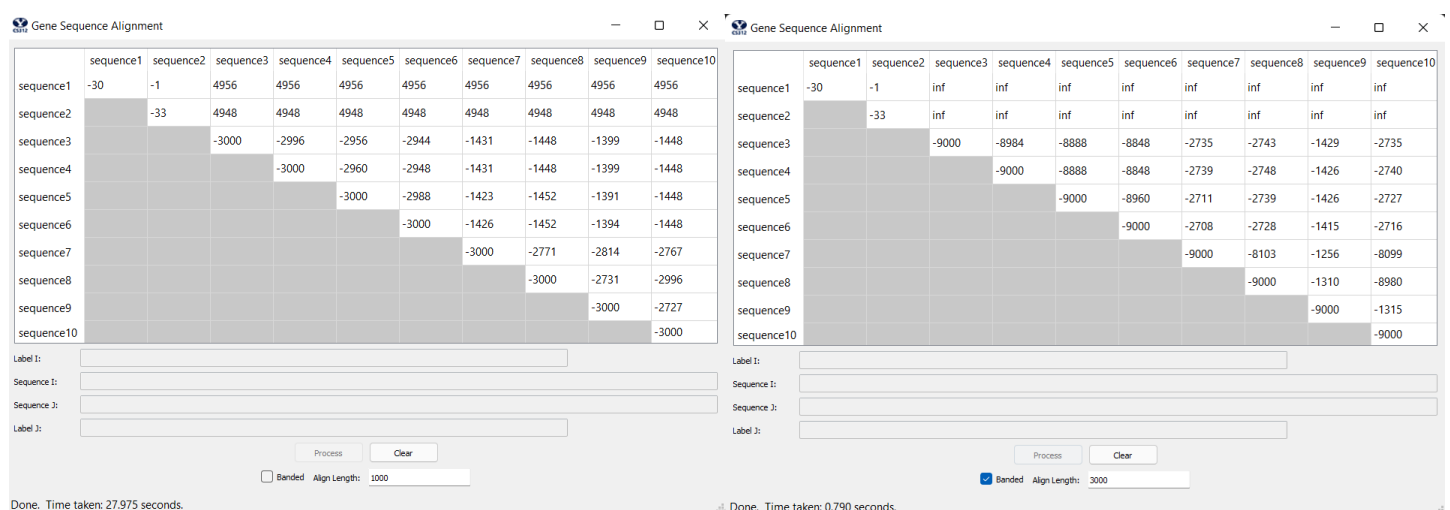 Gene Sequence Alignment
sequence1 sequence2 sequence3 sequence4 sequence5 sequence6 sequence7 sequence8 sequence9 sequence10
sequence1 -30 -1 4956 4956 4956 4956 4956 4956 4956 4956
sequence2 -33 4948 4948 4948 4948 4948 4948 4948 4948
sequence3 -3000 -2996 -2956 -2944 -1431 -1448 -1399 -1448
sequence4 -3000 -2960 -2948 -1431 -1448 -1399 -1448
sequence5 -3000 -2988 -1423 -1452 -1391 -1448
sequence6 -3000 -1426 -1452 -1394 -1448
sequence7 -3000 -2771 -2814 -2767
sequence8 -3000 -2731 -2996
sequence9 -3000 -2727
sequence10 -3000
Label I:
Sequence I:
Sequence J:
Label J:
Process Clear
Banded Align Length: 1000
Done. Time taken: 27.975 seconds.
CS312 Gene Sequence Alignment
sequence1 sequence2 sequence3 sequence4 sequence5 sequence6 sequence7 sequence8 sequence9 sequence10
sequence1 -30 -1 inf inf inf inf inf inf inf inf
sequence2 -33 inf inf inf inf inf inf inf inf
sequence3 -9000 -8984 -8888 -8848 -2735 -2743 -1429 -2735
sequence4 -9000 -8888 -8848 -2739 -2748 -1426 -2740
sequence5 -9000 -8960 -2711 -2739 -1426 -2727
sequence6 -9000 -2708 -2728 -1415 -2716
sequence7 -9000 -8103 -1256 -8099
sequence8 -9000 -1310 -8980
sequence9 -9000 -1315
sequence10 -9000
Label I:
Sequence I:
Sequence J:
Label J:
Process Clear
Banded Align Length: 3000
Done. Time taken: 0.790 seconds.